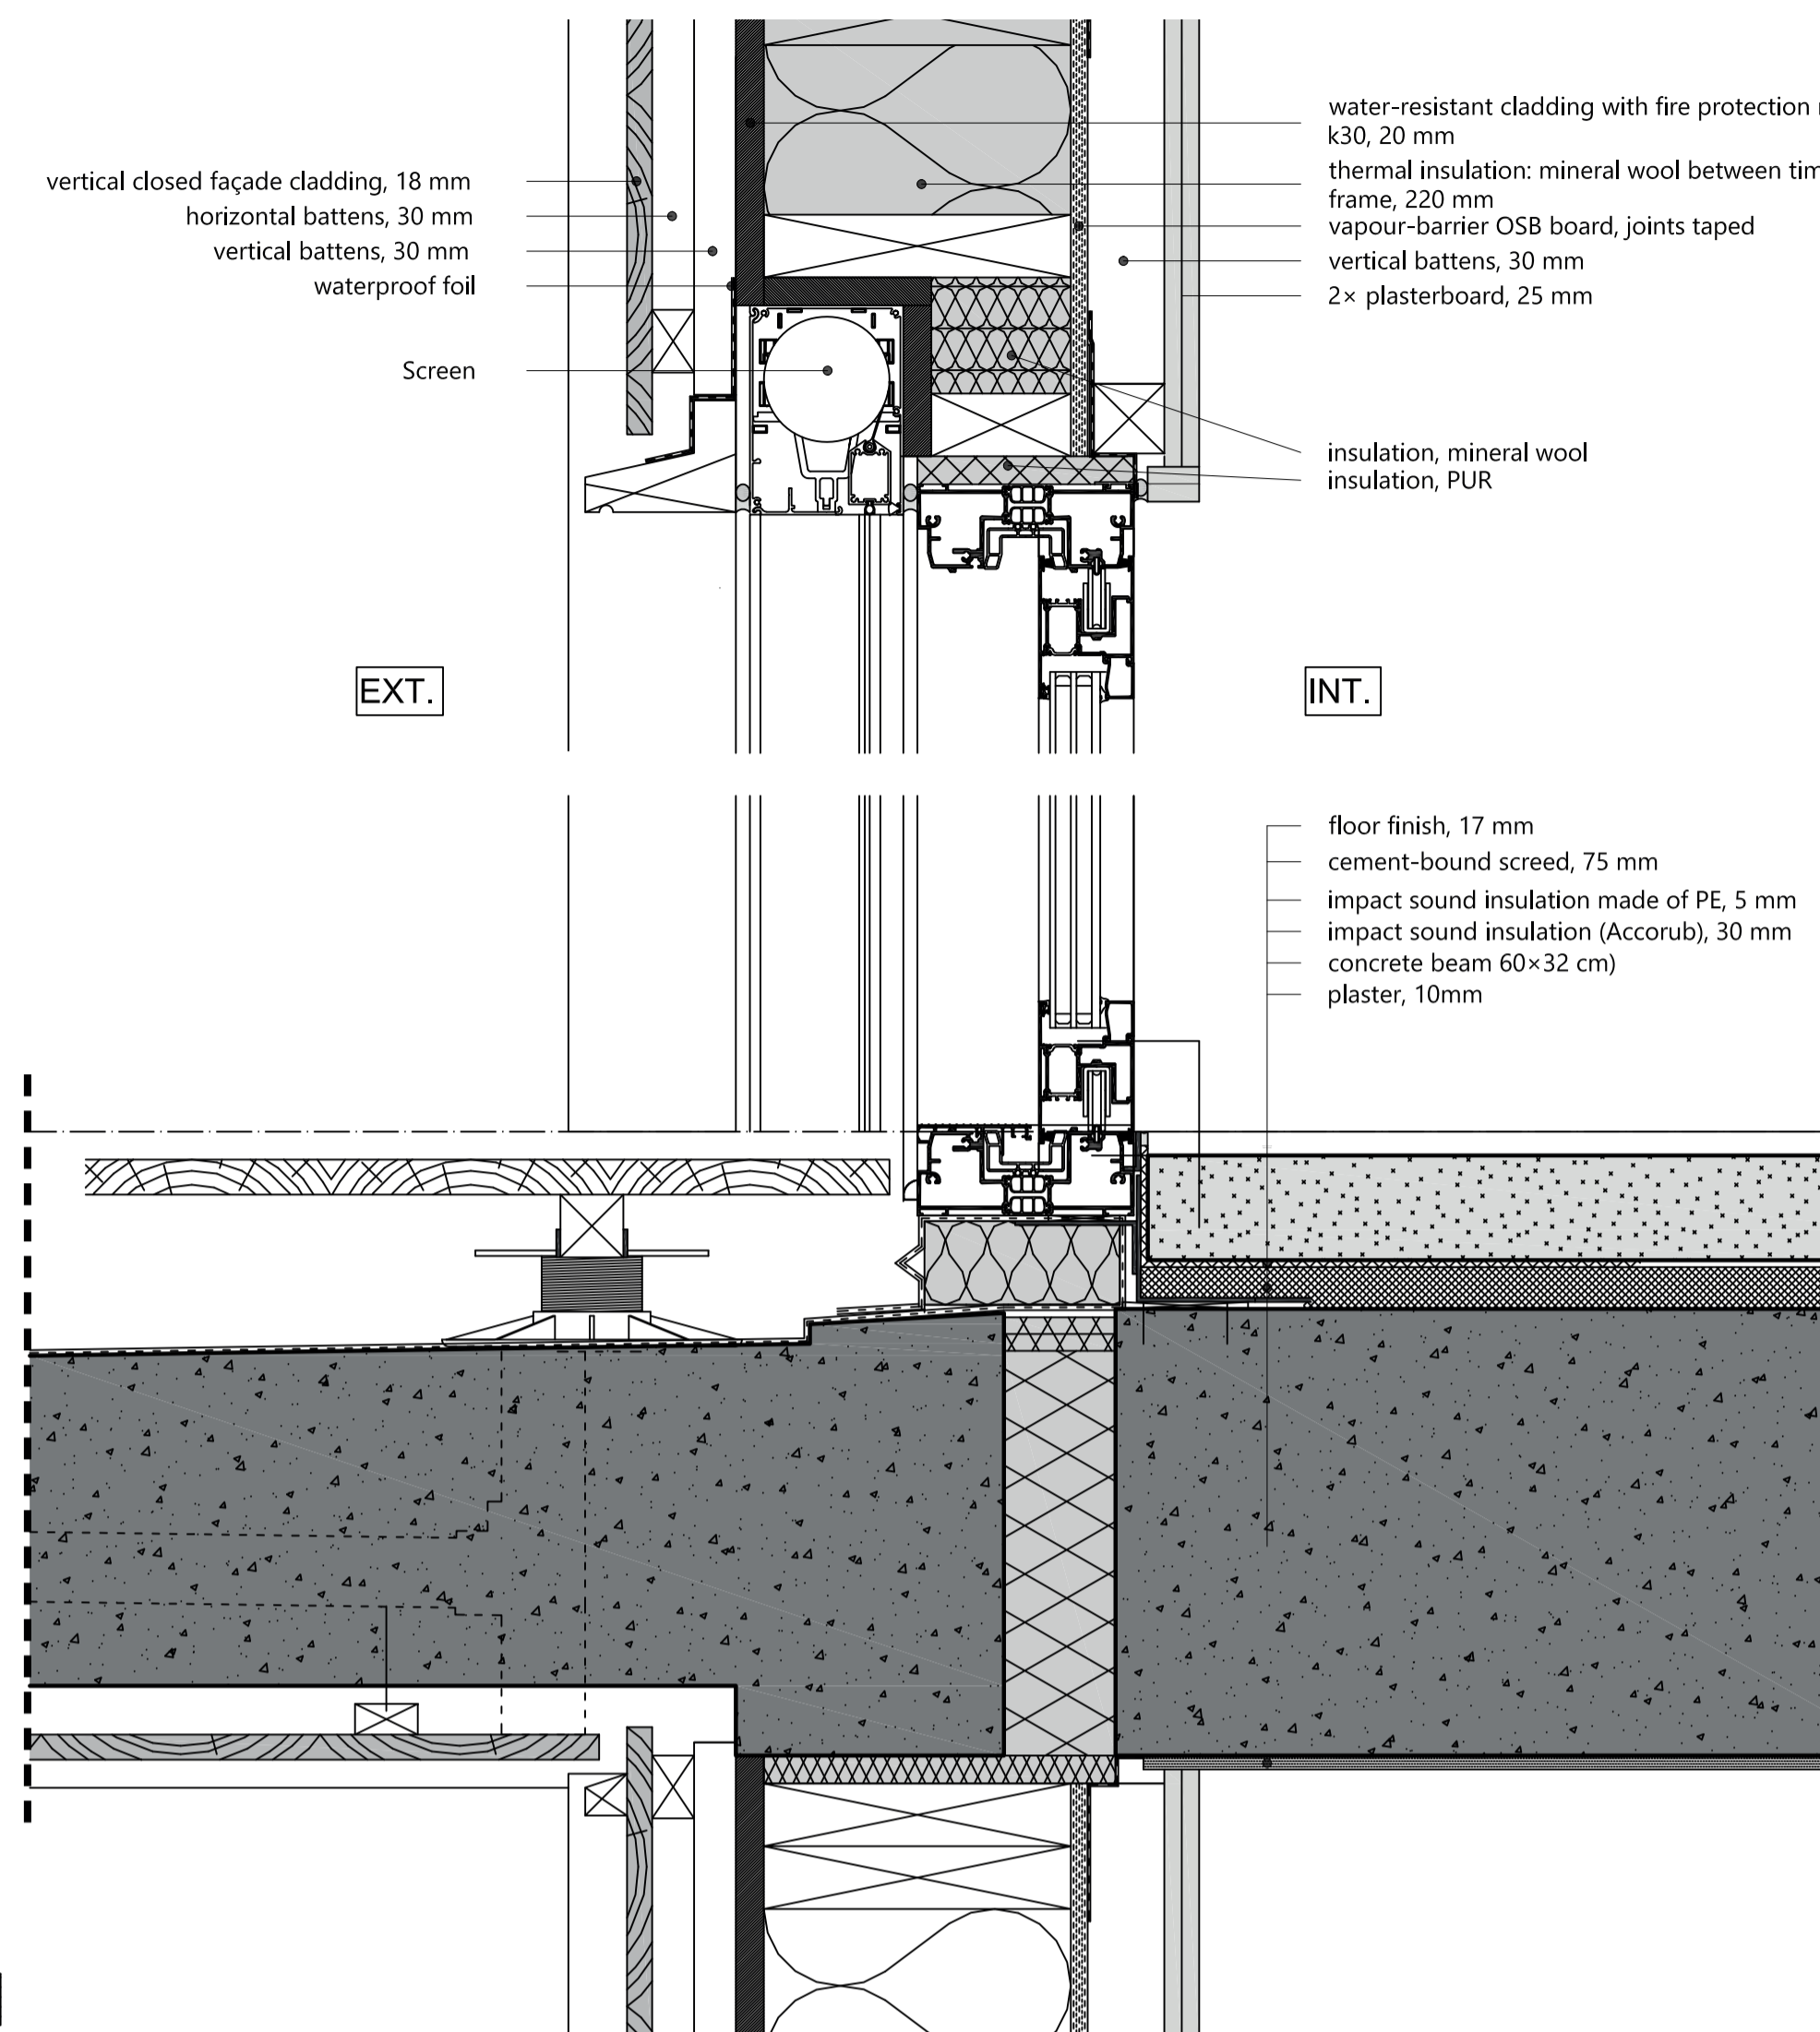 vertical closed façade cladding, 18 mm
horizontal battens, 30 mm
vertical battens, 30 mm
waterproof foil
Screen
water-resistant cladding with fire protection
k30, 20 mm
thermal insulation: mineral wool between
frame, 220 mm
vapour-barrier OSB board, joints taped
vertical battens, 30 mm
2× plasterboard, 25 mm
insulation, mineral wool
insulation, PUR
EXT.
INT.
floor finish, 17 mm
cement-bound screed, 75 mm
impact sound insulation made of PE, 5 mm
impact sound insulation (Accorub), 30 mm
concrete beam 60×32 cm)
plaster, 10mm